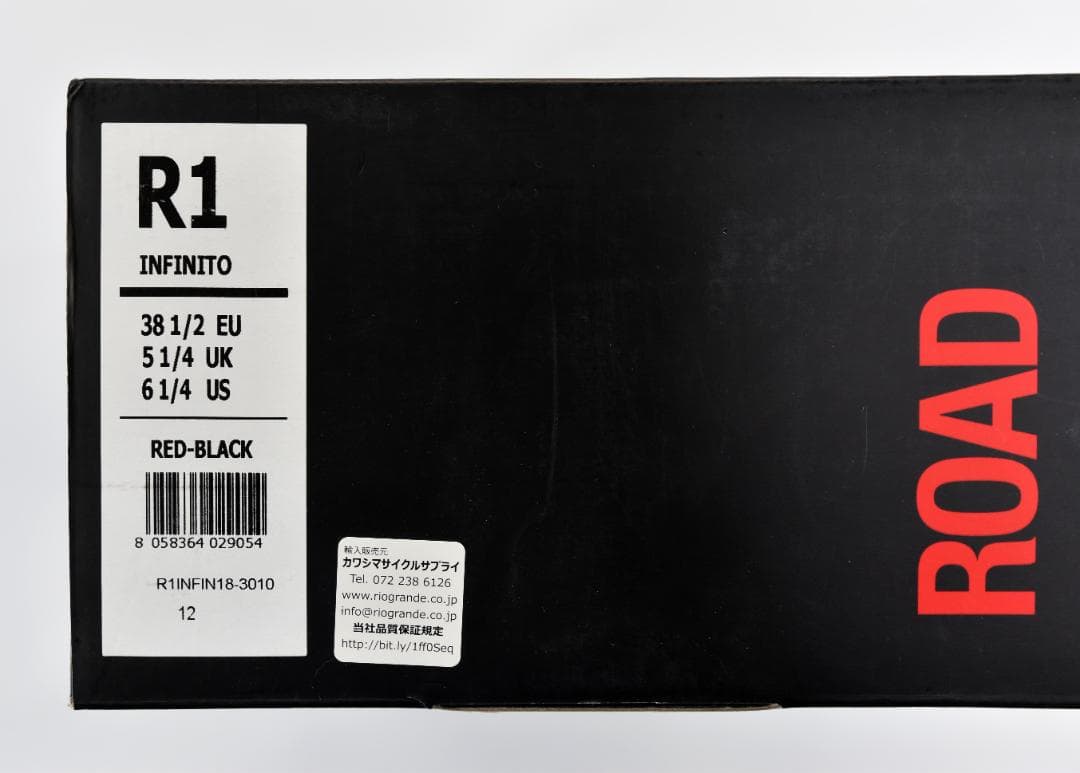 R1
INFINITO
38 1/2 EU
5 1/4 UK
6 1/4 US
RED-BLACK
8 058364 029054
R1INFIN18-3010
12
輸入販売元
カワシマサイクルサプライ
Tel. 072 238 6126
www.riogrande.co.jp
info@riogrande.co.jp
当社品質保証規定
http://bit.ly/1ff0Seq
ROAD